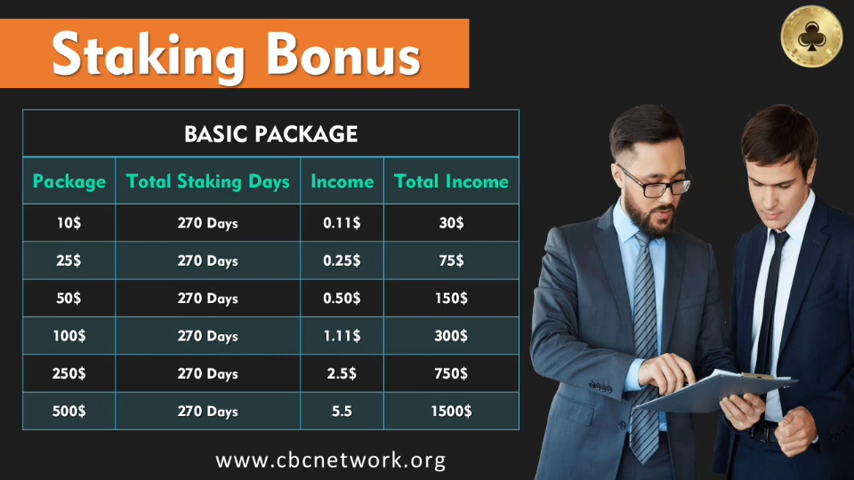 Staking Bonus
BASIC PACKAGE
Package Total Staking Days Income Total Income
10$ 270 Days 0.11$ 30$
25$ 270 Days 0.25$ 75$
50$ 270 Days 0.50$ 150$
100$ 270 Days 1.11$ 300$
250$ 270 Days 2.5$ 750$
500$ 270 Days 5.5 1500$
www.cbcnetwork.org